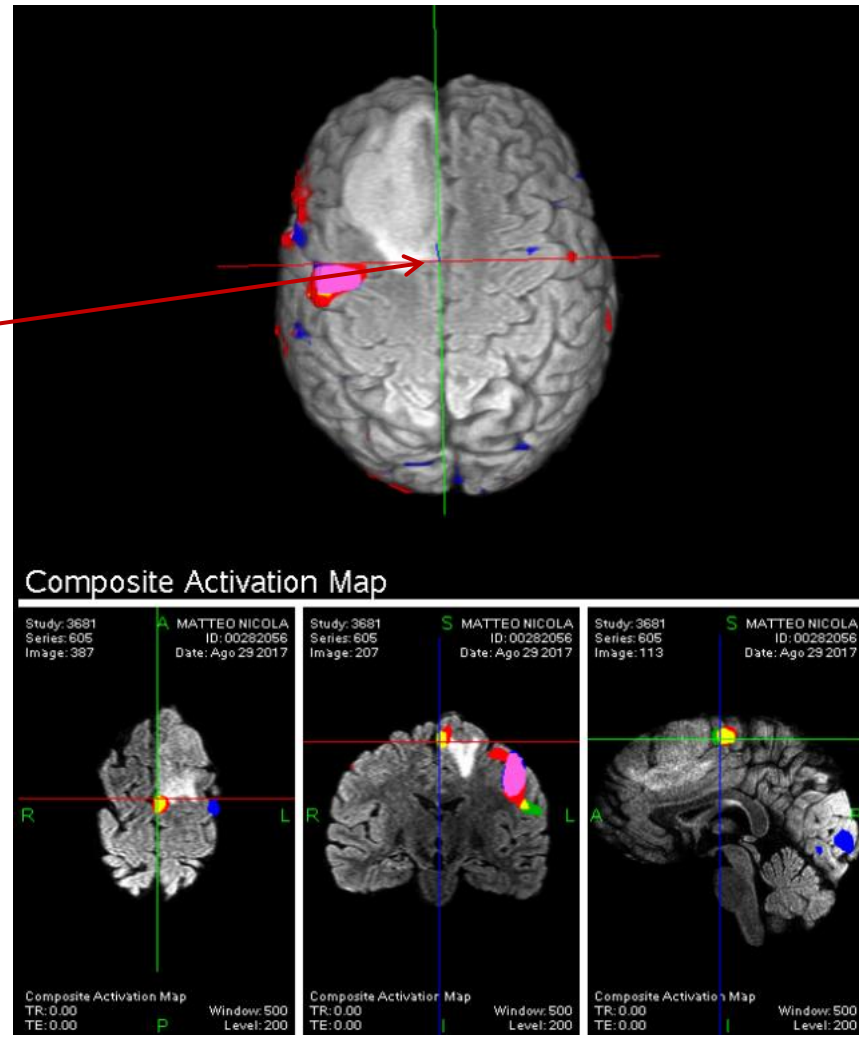 Composite Activation Map
Study: 3681
Series: 605
Image: 387
A
MATTEO NICOLA
ID: 00282056
Date: Ago 29 2017
R
L
Composite Activation Map
TR: 0.00
TE: 0.00
P
Window: 500
Level: 200
Study: 3681
Series: 605
Image: 207
S
MATTEO NICOLA
ID: 00282056
Date: Ago 29 2017
R
L
Composite Activation Map
TR: 0.00
TE: 0.00
I
Window: 500
Level: 200
Study: 3681
Series: 605
Image: 113
S
MATTEO NICOLA
ID: 00282056
Date: Ago 29 2017
A
P
Composite Activation Map
TR: 0.00
TE: 0.00
I
Window: 500
Level: 200